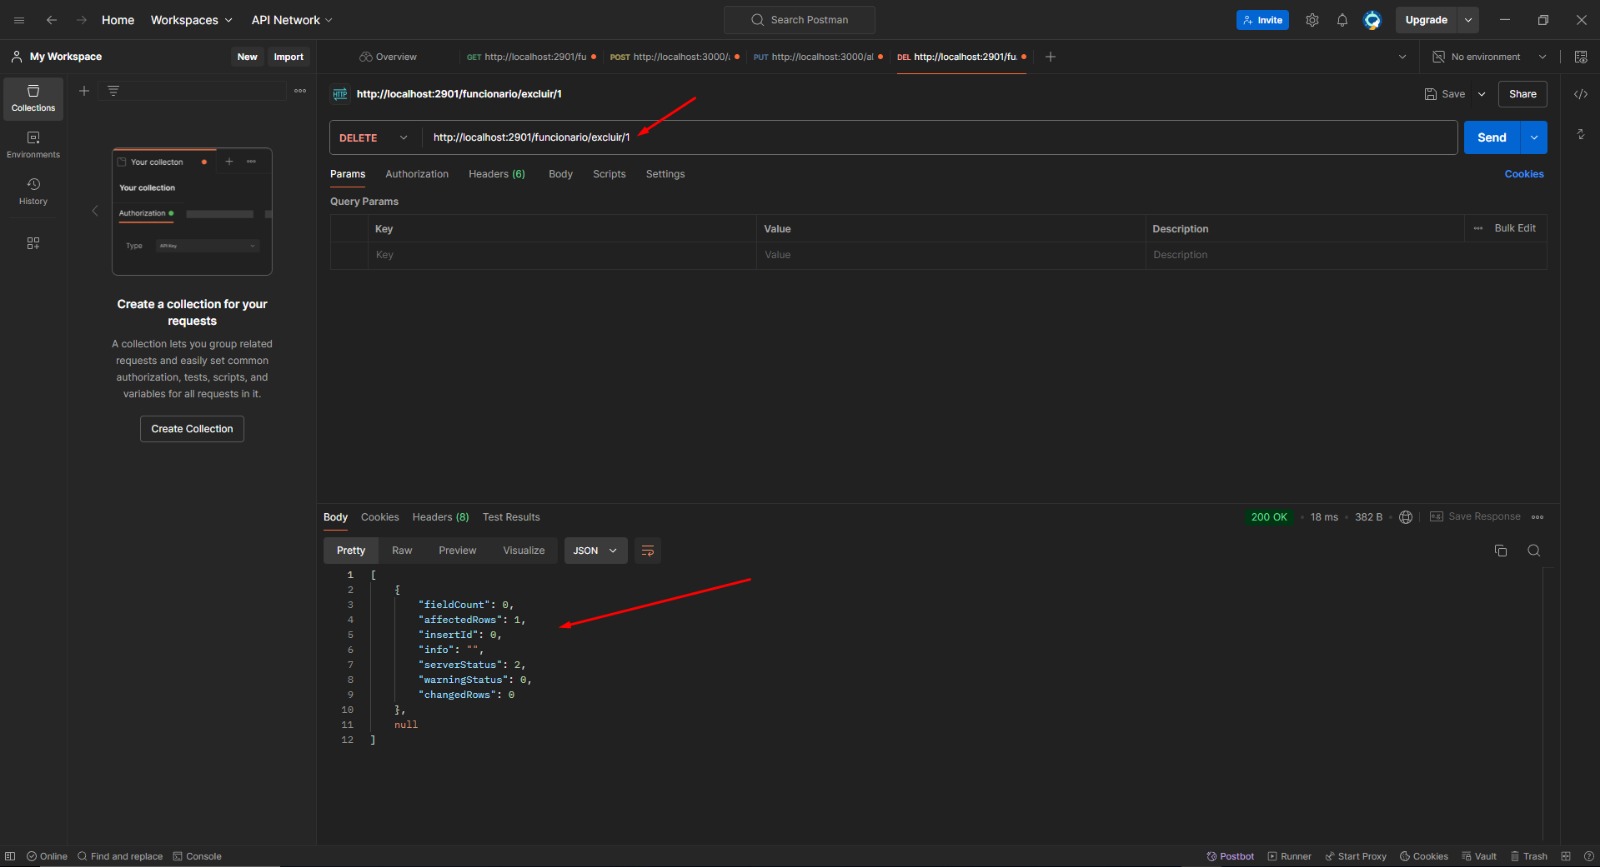 Home Workspaces API Network Search Postman Invite Upgrade
My Workspace New Import Overview GET http://localhost:2901/fu POST http://localhost:3000/ PUT http://localhost:3000/al DEL http://localhost:2901/fu. No environment
Collections
Environments
History
Your collecton
Your collection
Authorization
Type API Key
Create a collection for your
requests
A collection lets you group related
requests and easily set common
authorization, tests, scripts, and
variables for all requests in it.
Create Collection
HTTP http://localhost:2901/funcionario/excluir/1 Save Share
DELETE http://localhost:2901/funcionario/excluir/1 Send
Params Authorization Headers (6) Body Scripts Settings Cookies
Query Params
Key Value Description Bulk Edit
Key Value Description
Body Cookies Headers (8) Test Results 200 OK 18 ms 382 B Save Response
Pretty Raw Preview Visualize JSON
1 [
2 {
3 "fieldCount": 0,
4 "affectedRows": 1,
5 "insertId": 0,
6 "info": "",
7 "serverStatus": 2,
8 "warningStatus": 0,
9 "changedRows": 0
10 },
11 null
12 ]
Online Find and replace Console Postbot Runner Start Proxy Cookies Vault Trash